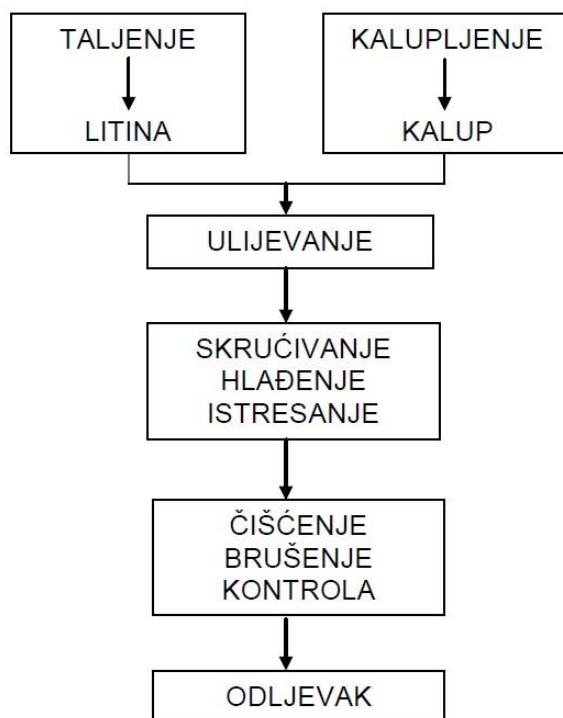 TALJENJE
LITINA
KALUPLJENJE
KALUP
ULIJEVANJE
SKRUĆIVANJE
HLAĐENJE
ISTRESANJE
ČIŠĆENJE
BRUŠENJE
KONTROLA
ODLJEVAK